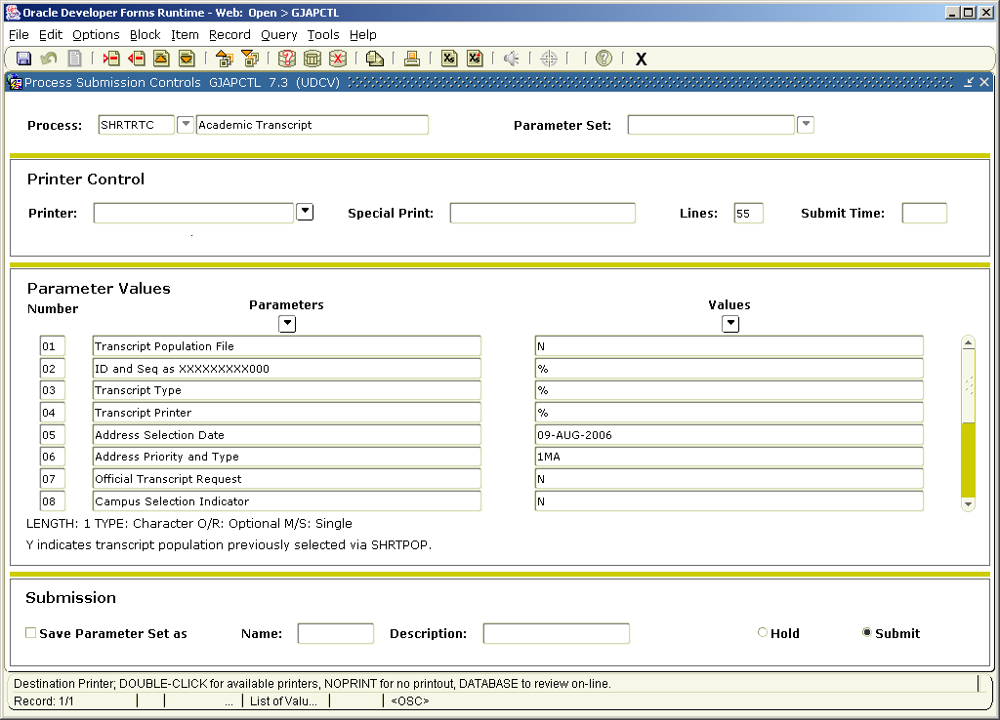 Oracle Developer Forms Runtime - Web: Open > GJAPCTL
File Edit Options Block Item Record Query Tools Help
X
Process Submission Controls GJAPCTL 7.3 (UDCV)
Process: SHRTRTC Academic Transcript Parameter Set:
Printer Control
Printer: Special Print: Lines: 55 Submit Time:
Parameter Values
Number Parameters Values
01 Transcript Population File N
02 ID and Seq as XXXXXXXXX000 %
03 Transcript Type %
04 Transcript Printer %
05 Address Selection Date 09-AUG-2006
06 Address Priority and Type 1MA
07 Official Transcript Request N
08 Campus Selection Indicator N
LENGTH: 1 TYPE: Character O/R: Optional M/S: Single
Y indicates transcript population previously selected via SHRTPOP.
Submission
Save Parameter Set as Name: Description: Hold Submit
Destination Printer; DOUBLE-CLICK for available printers, NOPRINT for no printout, DATABASE to review on-line.
Record: 1/1 ... List of Valu... <OSC>